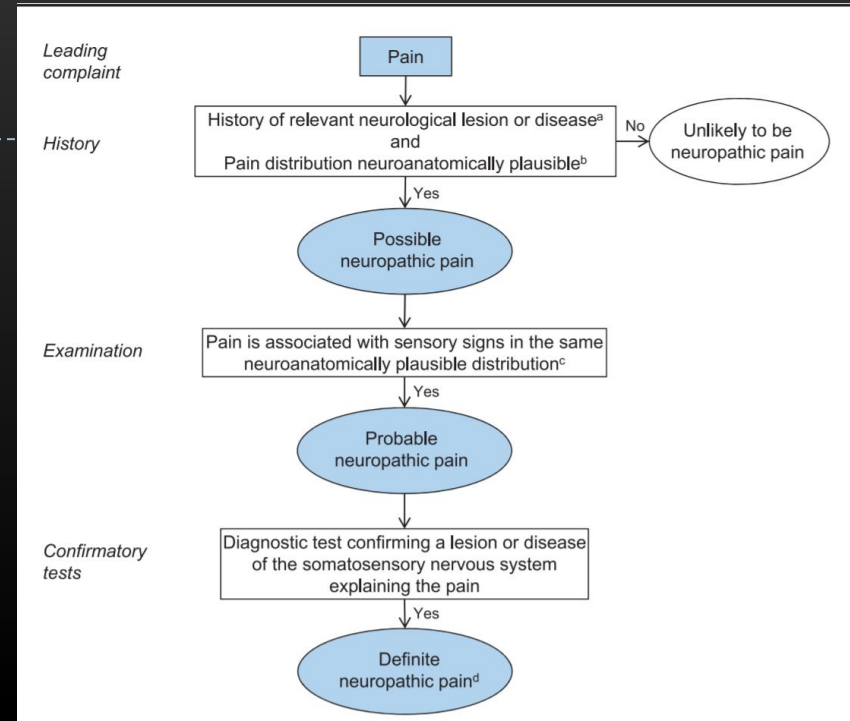 Leading
complaint
Pain
History
History of relevant neurological lesion or diseaseᵃ
and
Pain distribution neuroanatomically plausibleᵇ
No
Unlikely to be
neuropathic pain
Yes
Possible
neuropathic pain
Examination
Pain is associated with sensory signs in the same
neuroanatomically plausible distributionᶜ
Yes
Probable
neuropathic pain
Confirmatory
tests
Diagnostic test confirming a lesion or disease
of the somatosensory nervous system
explaining the pain
Yes
Definite
neuropathic painᵈ